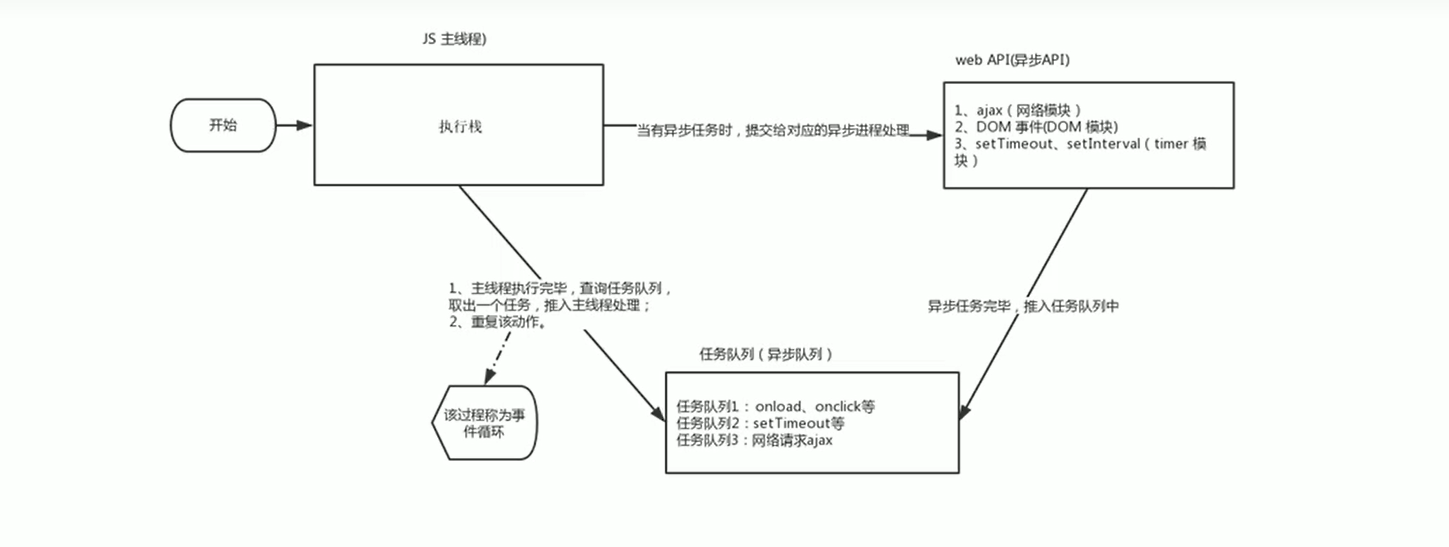 JS 主线程)
web API(异步API)
开始
执行栈
当有异步任务时，提交给对应的异步进程处理
1、ajax（网络模块）
2、DOM 事件(DOM 模块)
3、setTimeout、setInterval（timer 模
块）
1、主线程执行完毕，查询任务队列，
取出一个任务，推入主线程处理；
2、重复该动作。
异步任务完毕，推入任务队列中
任务队列（异步队列）
任务队列1：onload、onclick等
任务队列2：setTimeout等
任务队列3：网络请求ajax
该过程称为事
件循环